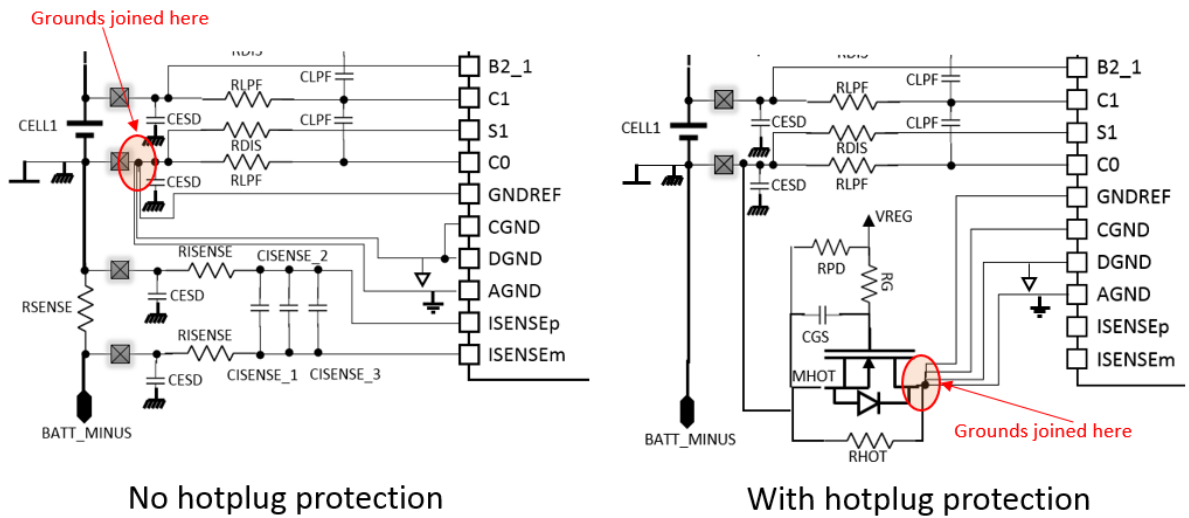 Grounds joined here
RDIS
B2_1
CLPF
RLPF
C1
CELL1
CESD
CLPF
S1
RDIS
C0
CESD
RLPF
GNDREF
CGND
RISENSE
CISENSE_2
DGND
CESD
AGND
RSENSE
RISENSE
ISENSEp
ISENSEm
CESD
CISENSE_1
CISENSE_3
BATT_MINUS
No hotplug protection
RDIS
B2_1
CLPF
RLPF
C1
CELL1
CESD
CLPF
S1
RDIS
C0
CESD
RLPF
GNDREF
VREG
CGND
RPD
RG
DGND
AGND
CGS
ISENSEp
ISENSEm
MHOT
Grounds joined here
BATT_MINUS
RHOT
With hotplug protection